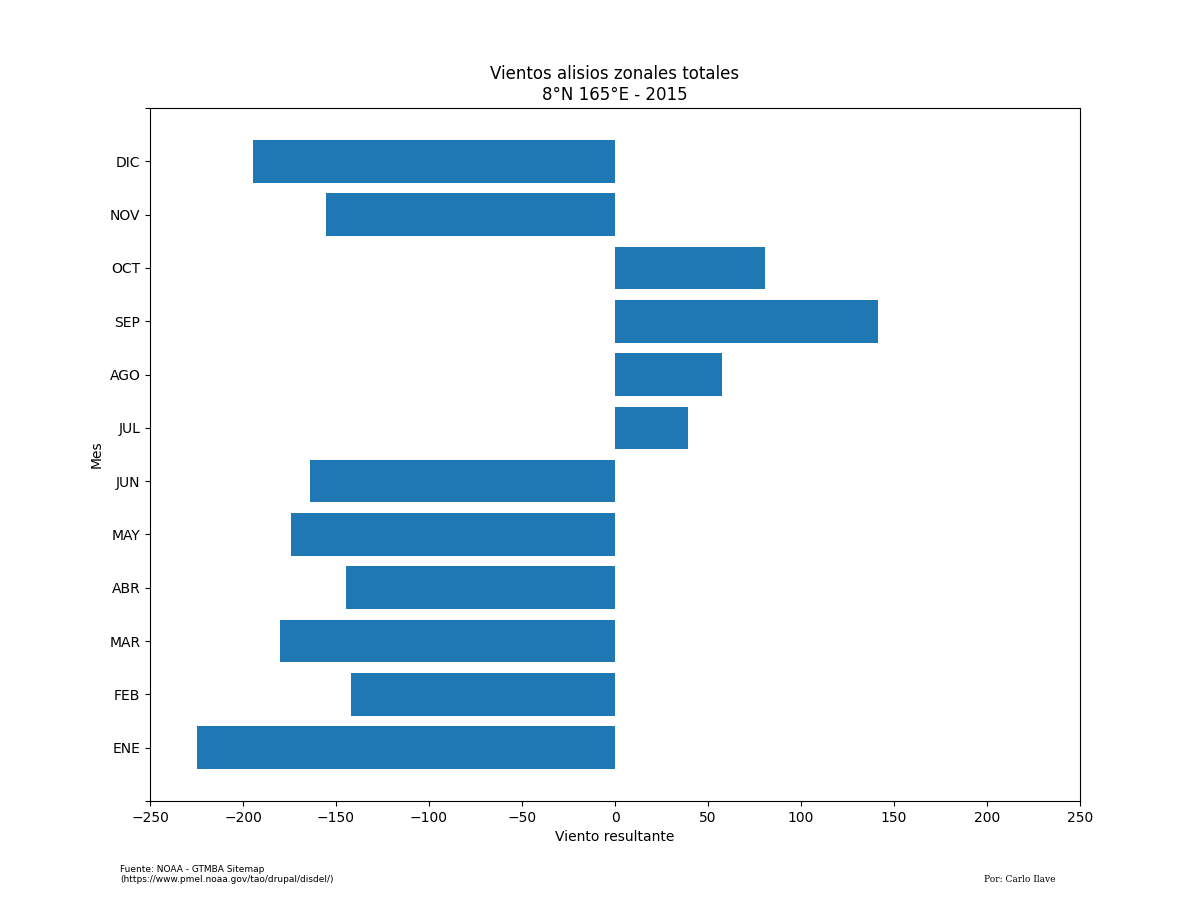 Vientos alisios zonales totales
8°N 165°E - 2015
DIC
NOV
OCT
SEP
AGO
JUL
JUN
MAY
ABR
MAR
FEB
ENE
Mes
−250 −200 −150 −100 −50 0 50 100 150 200 250
Viento resultante
Fuente: NOAA - GTMBA Sitemap
(https://www.pmel.noaa.gov/tao/drupal/disdel/)
Por: Carlo Ilave